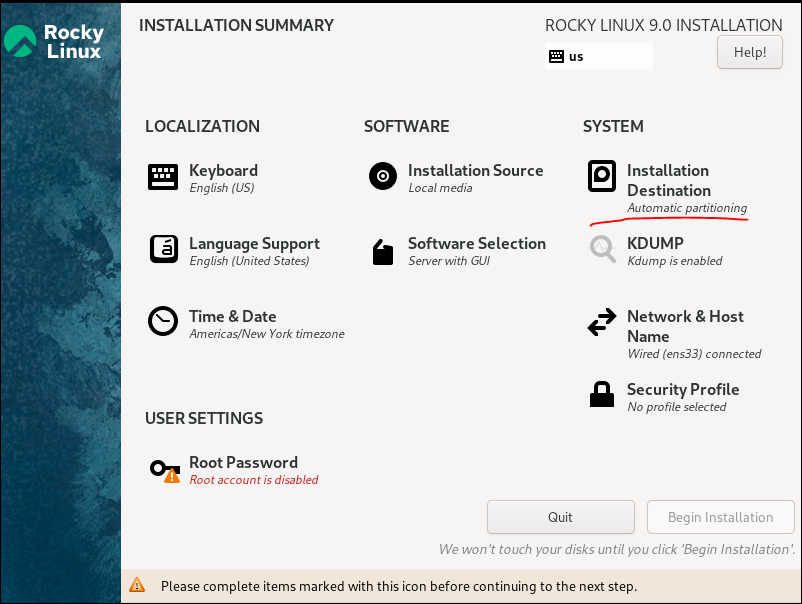 Rocky
Linux
INSTALLATION SUMMARY
ROCKY LINUX 9.0 INSTALLATION
us
Help!
LOCALIZATION
Keyboard
English (US)
Language Support
English (United States)
Time & Date
Americas/New York timezone
SOFTWARE
Installation Source
Local media
Software Selection
Server with GUI
SYSTEM
Installation
Destination
Automatic partitioning
KDUMP
Kdump is enabled
Network & Host
Name
Wired (ens33) connected
Security Profile
No profile selected
USER SETTINGS
Root Password
Root account is disabled
Quit
Begin Installation
We won't touch your disks until you click 'Begin Installation'.
Please complete items marked with this icon before continuing to the next step.